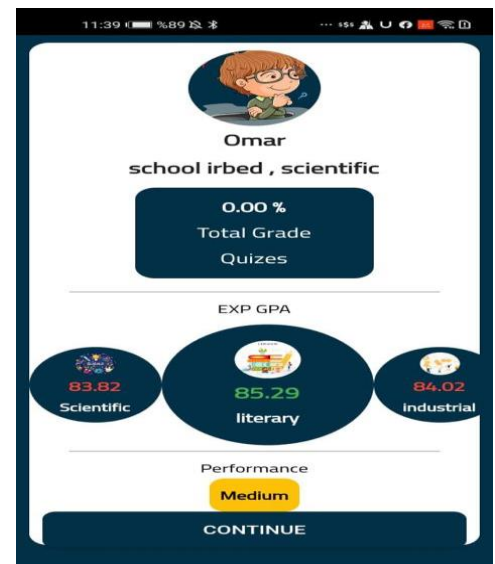 11:39 %89
Omar
school irbed , scientific
0.00 %
Total Grade
Quizes
EXP GPA
83.82
Scientific
85.29
literary
84.02
industrial
Performance
Medium
CONTINUE